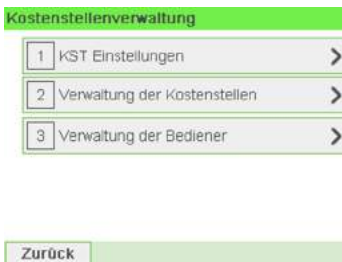 Kostenstellenverwaltung
1 KST Einstellungen
2 Verwaltung der Kostenstellen
3 Verwaltung der Bediener
Zurück